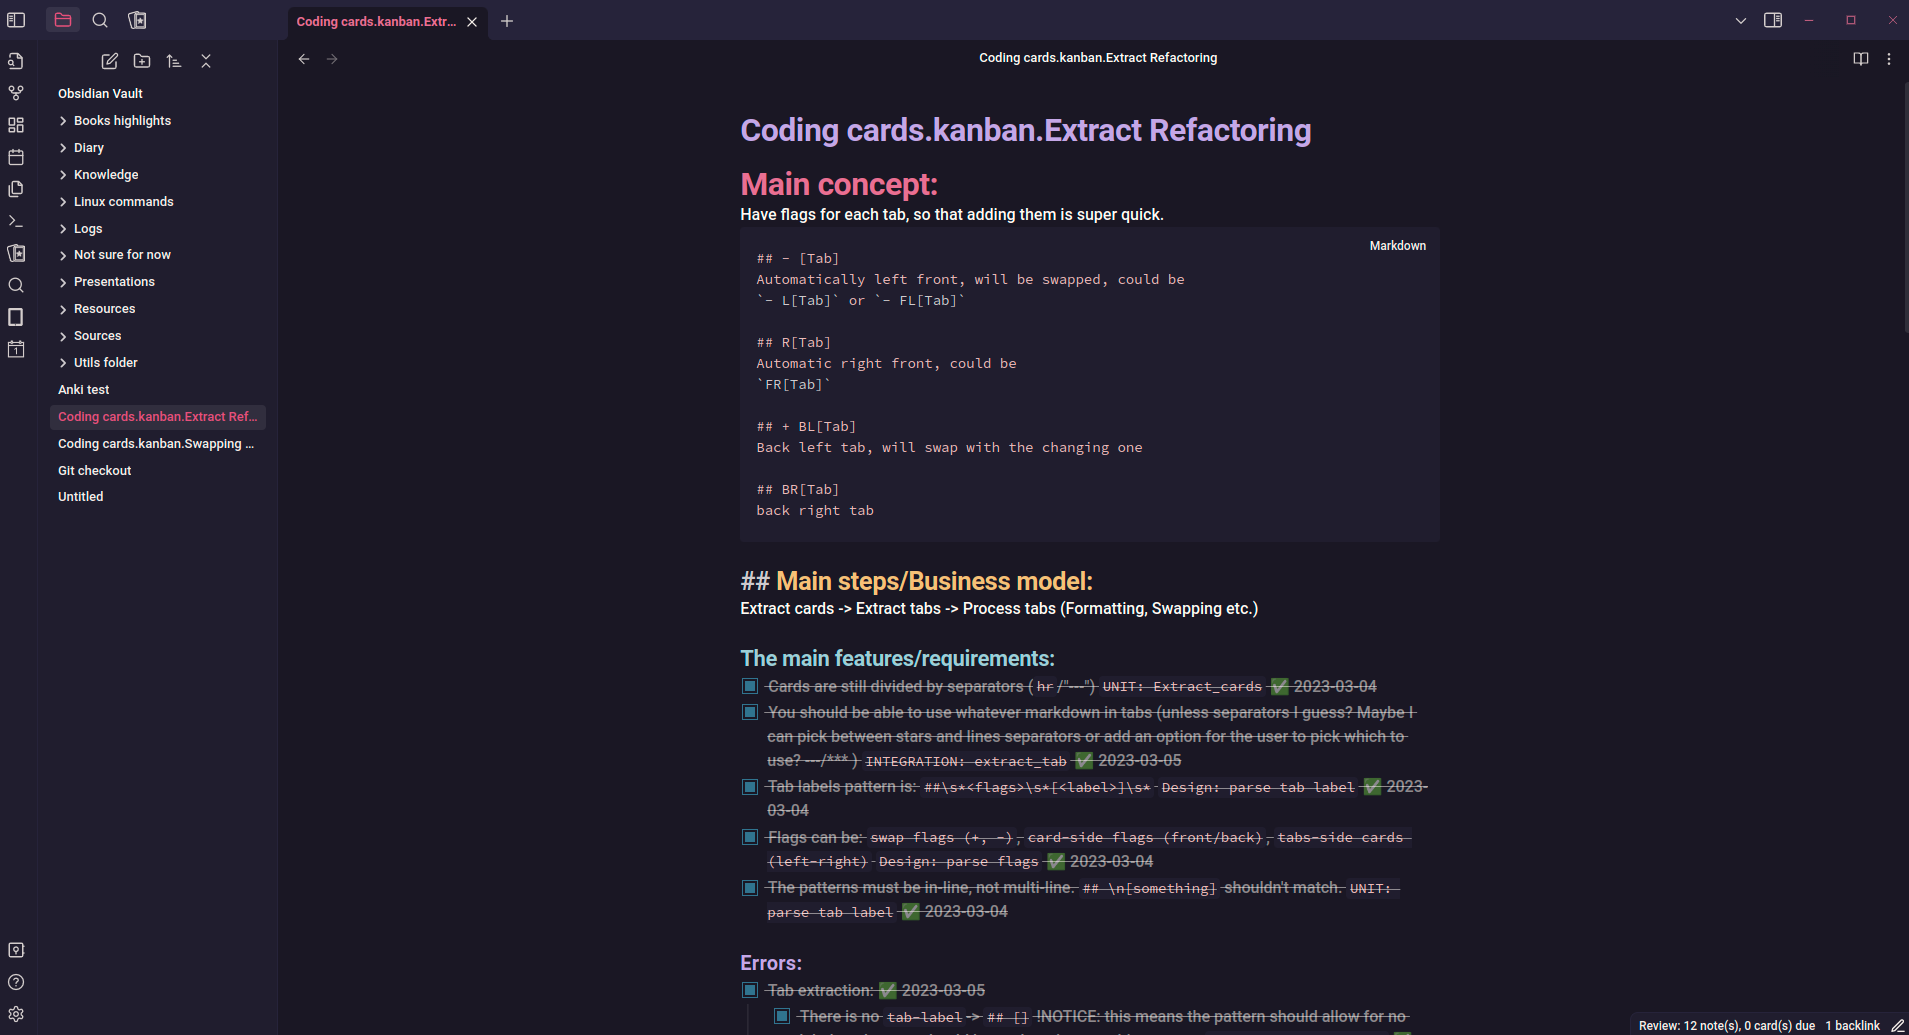 Coding cards.kanban.Extr...
Coding cards.kanban.Extract Refactoring
Obsidian Vault
Books highlights
Diary
Knowledge
Linux commands
Logs
Not sure for now
Presentations
Resources
Sources
Utils folder
Anki test
Coding cards.kanban.Extract Ref...
Coding cards.kanban.Swapping ...
Git checkout
Untitled
1
Coding cards.kanban.Extract Refactoring
Main concept:
Have flags for each tab, so that adding them is super quick.
Markdown
## - [Tab]
Automatically left front, will be swapped, could be
`- L[Tab]` or `- FL[Tab]`
## R[Tab]
Automatic right front, could be
`FR[Tab]`
## + BL[Tab]
Back left tab, will swap with the changing one
## BR[Tab]
back right tab
## Main steps/Business model:
Extract cards -> Extract tabs -> Process tabs (Formatting, Swapping etc.)
The main features/requirements:
Cards are still divided by separators ( hr /"---") UNIT: Extract_cards ✅ 2023-03-04
You should be able to use whatever markdown in tabs (unless separators I guess? Maybe I
can pick between stars and lines separators or add an option for the user to pick which to
use? ---/*** ) INTEGRATION: extract_tab ✅ 2023-03-05
Tab labels pattern is: ##\s*<flags>\s*[<label>]\s* Design: parse tab label ✅ 2023-
03-04
Flags can be: swap flags (+, -), card-side flags (front/back), tabs-side cards
(left-right) Design: parse flags ✅ 2023-03-04
The patterns must be in-line, not multi-line. ## \n[something] shouldn't match. UNIT:
parse tab label ✅ 2023-03-04
Errors:
Tab extraction: ✅ 2023-03-05
There is no tab-label -> ## [] !NOTICE: this means the pattern should allow for no
Review: 12 note(s), 0 card(s) due
1 backlink